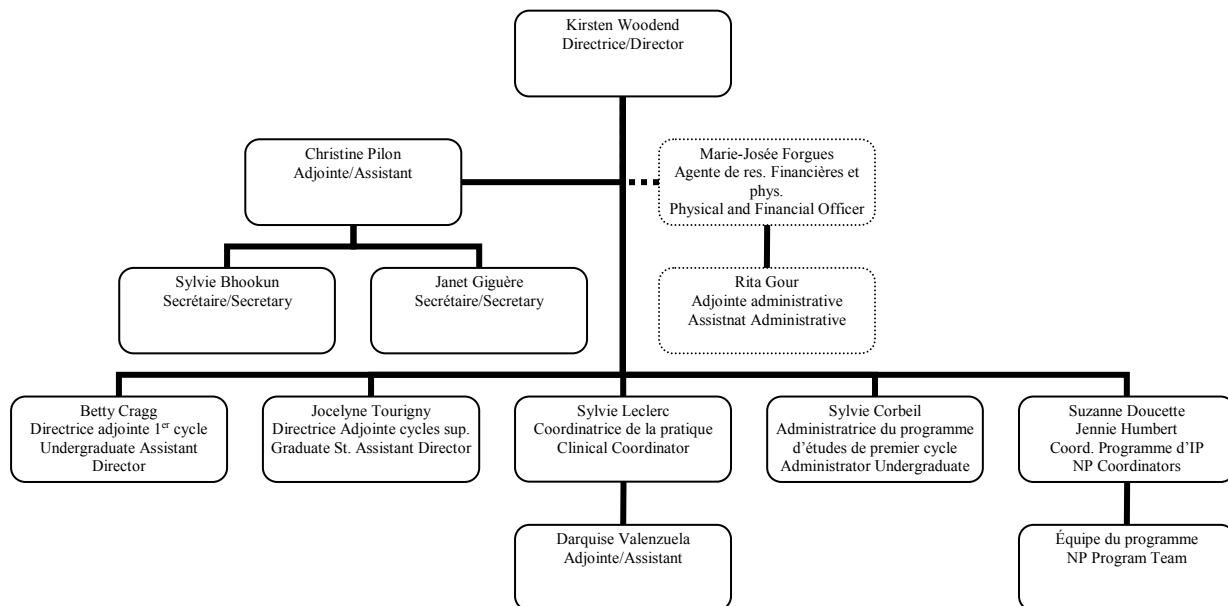 Kirsten Woodend
Directrice/Director
Christine Pilon
Adjointe/Assistant
Marie-Josée Forgues
Agente de res. Financières et
phys.
Physical and Financial Officer
Sylvie Bhookun
Secrétaire/Secretary
Janet Giguère
Secrétaire/Secretary
Rita Gour
Adjointe administrative
Assistnat Administrative
Betty Cragg
Directrice adjointe 1er cycle
Undergraduate Assistant
Director
Jocelyne Tourigny
Directrice Adjointe cycles sup.
Graduate St. Assistant Director
Sylvie Leclerc
Coordinatrice de la pratique
Clinical Coordinator
Sylvie Corbeil
Administratrice du programme
d'études de premier cycle
Administrator Undergraduate
Suzanne Doucette
Jennie Humbert
Coord. Programme d'IP
NP Coordinators
Darquise Valenzuela
Adjointe/Assistant
Équipe du programme
NP Program Team